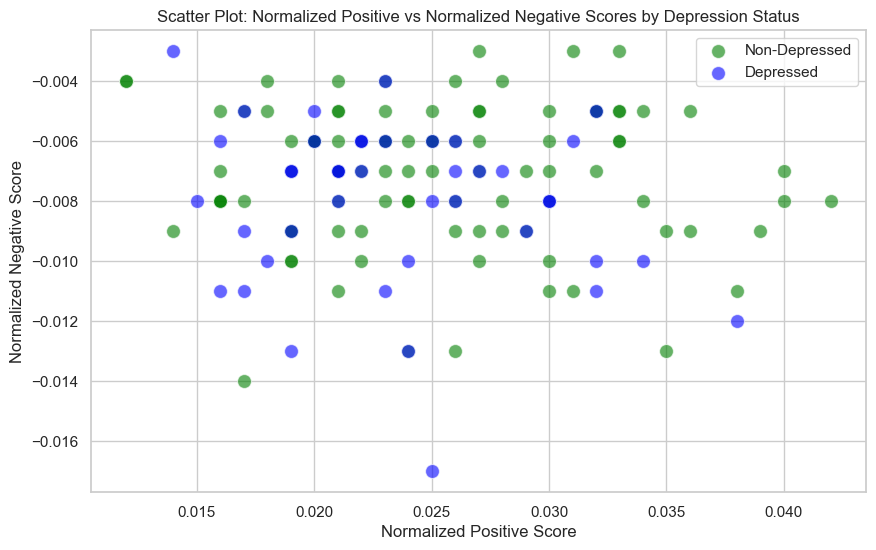 Scatter Plot: Normalized Positive vs Normalized Negative Scores by Depression Status
Non-Depressed
Depressed
−0.004
−0.006
−0.008
−0.010
−0.012
−0.014
−0.016
Normalized Negative Score
0.015
0.020
0.025
0.030
0.035
0.040
Normalized Positive Score